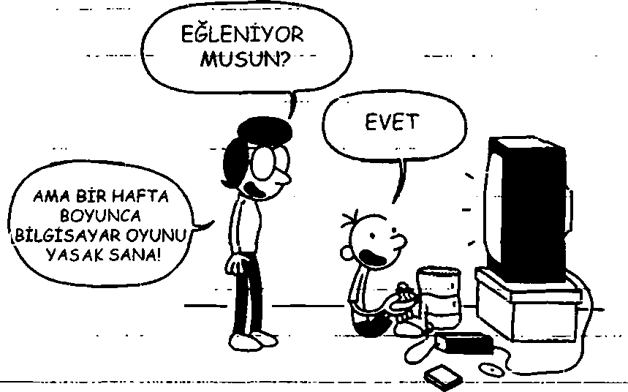 EĞLENİYOR
MUSUN?
EVET
AMA BİR HAFTA
BOYUNCA
BİLGİSAYAR OYUNU
YASAK SANA!